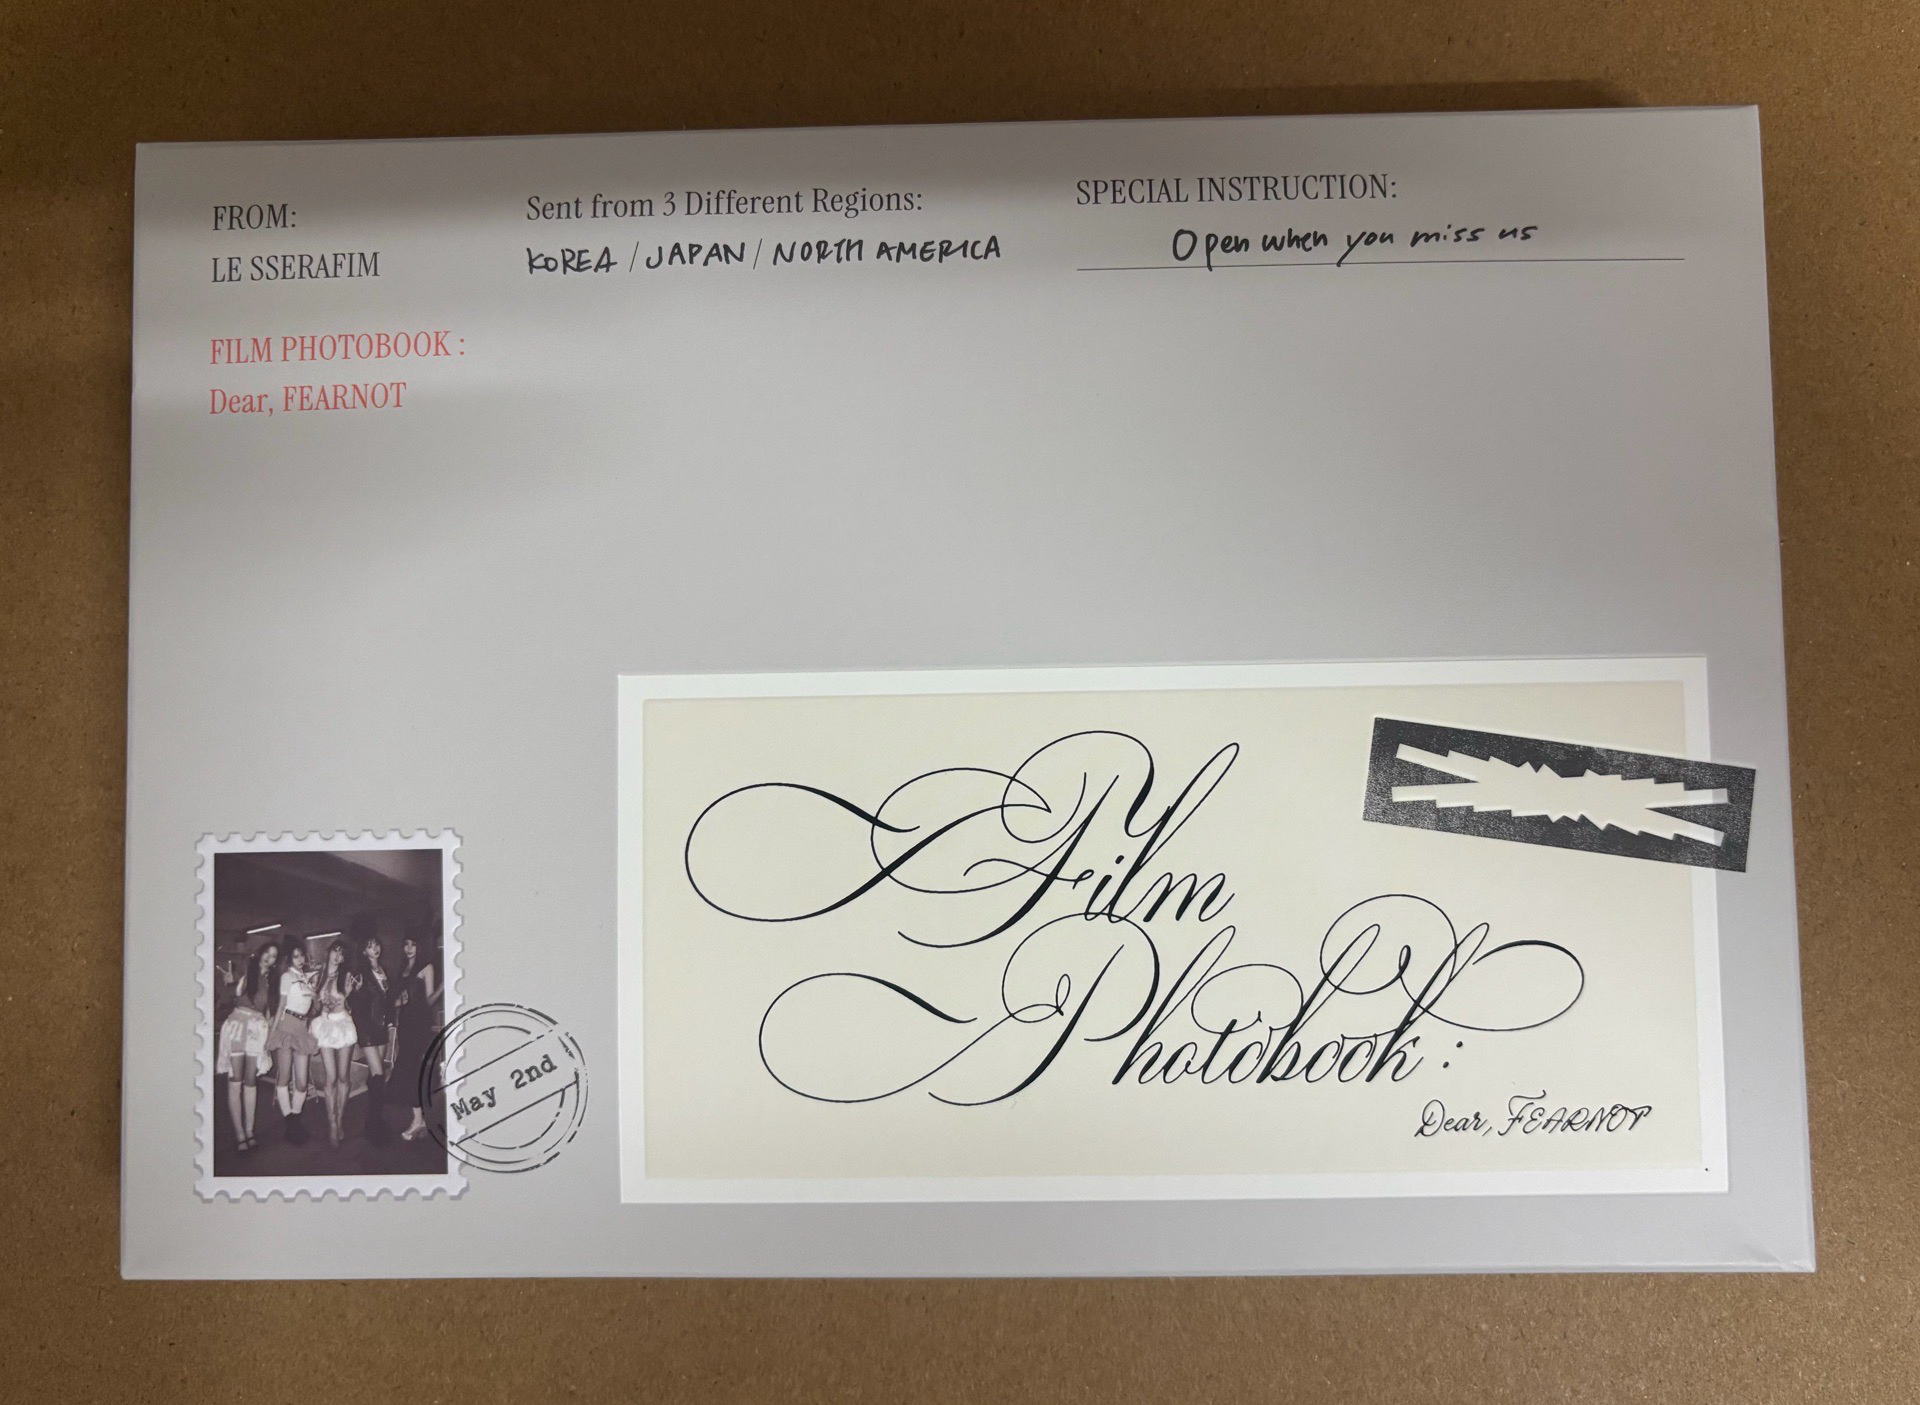 FROM:
LE SSERAFIM
FILM PHOTOBOOK :
Dear, FEARNOT
Sent from 3 Different Regions:
KOREA / JAPAN / NORTH AMERICA
SPECIAL INSTRUCTION:
Open when you miss us
Film
Photobook :
Dear, FEARNOT
May 2nd